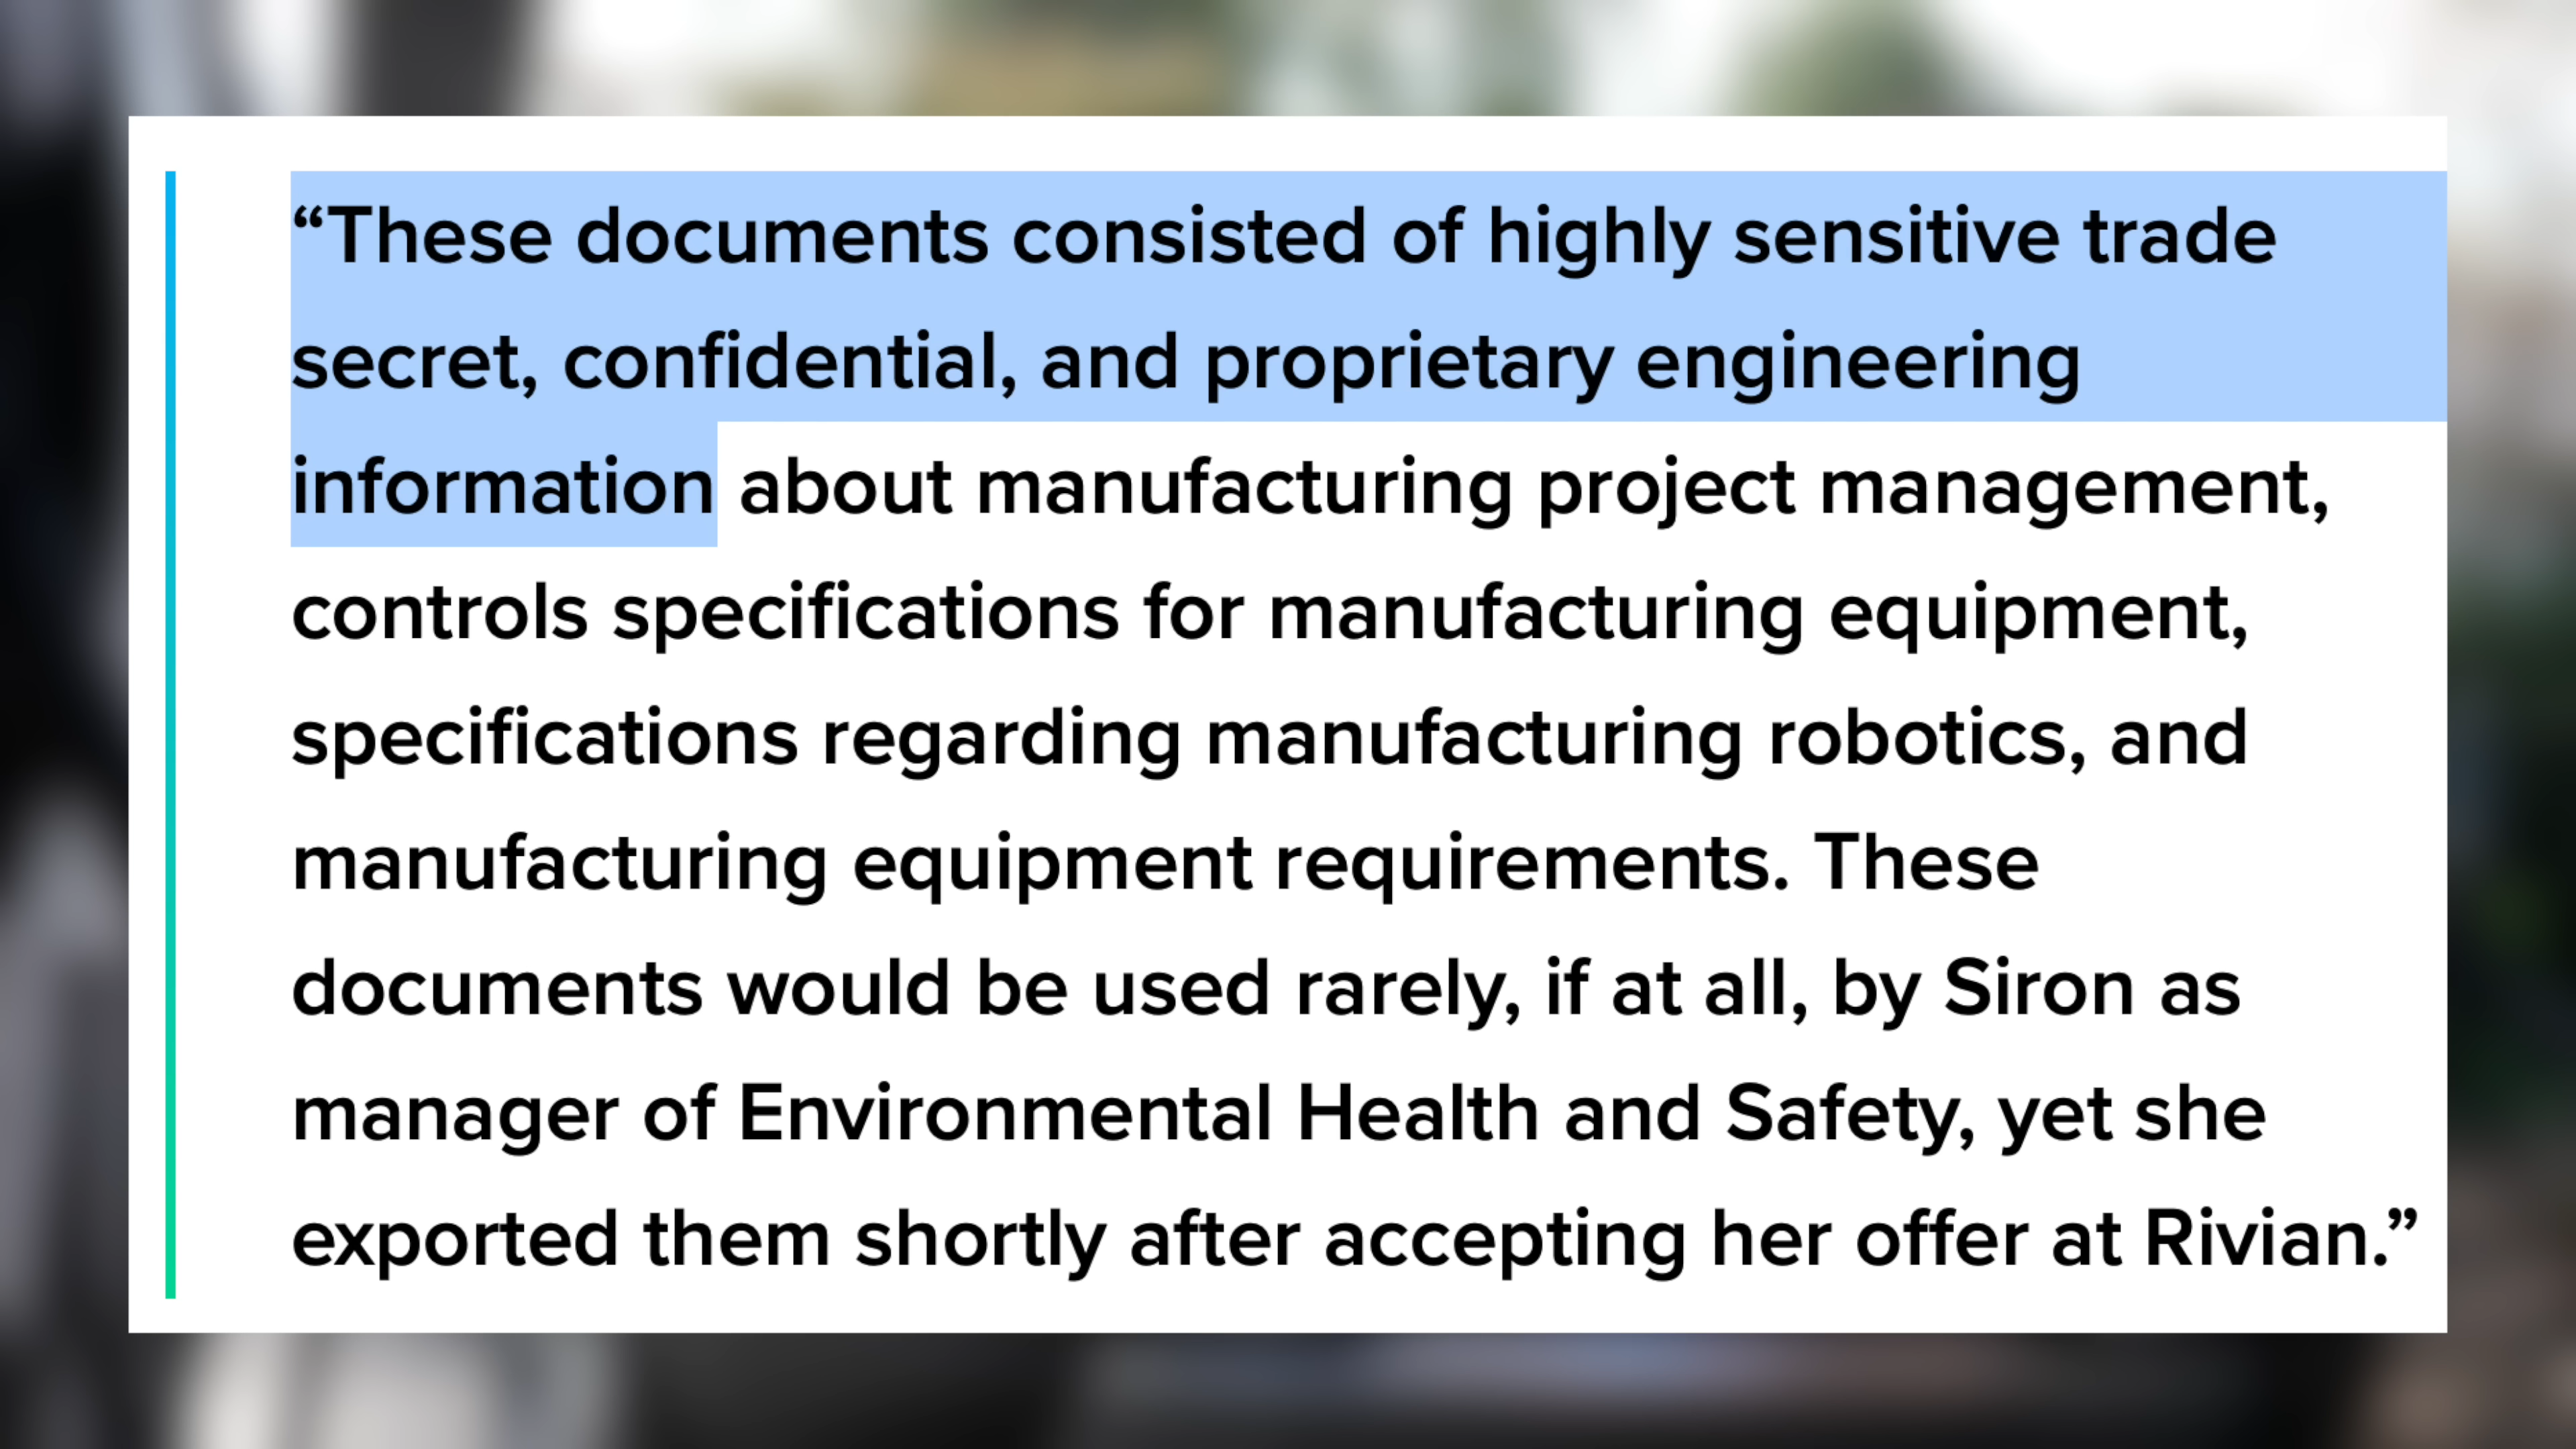 “These documents consisted of highly sensitive trade
secret, confidential, and proprietary engineering
information about manufacturing project management,
controls specifications for manufacturing equipment,
specifications regarding manufacturing robotics, and
manufacturing equipment requirements. These
documents would be used rarely, if at all, by Siron as
manager of Environmental Health and Safety, yet she
exported them shortly after accepting her offer at Rivian.”